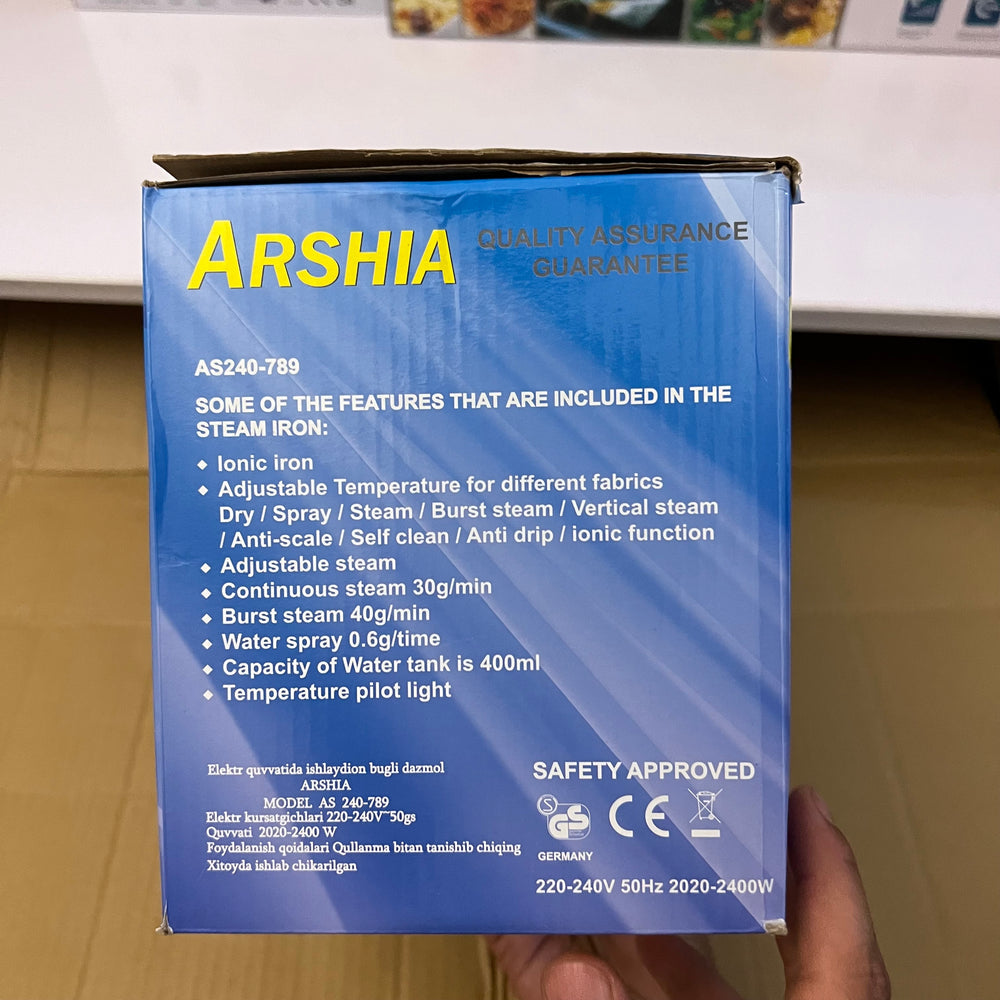 ARSHIA
QUALITY ASSURANCE
GUARANTEE
AS240-789
SOME OF THE FEATURES THAT ARE INCLUDED IN THE
STEAM IRON:
Ionic iron
Adjustable Temperature for different fabrics
Dry / Spray / Steam / Burst steam / Vertical steam
/ Anti-scale / Self clean / Anti drip / ionic function
Adjustable steam
Continuous steam 30g/min
Burst steam 40g/min
Water spray 0.6g/time
Capacity of Water tank is 400ml
Temperature pilot light
Elektr quvvatida ishlaydion bugli dazmol
ARSHIA
MODEL AS 240-789
Elektr kursatgichlari 220-240V~50gs
Quvvati 2020-2400 W
Foydalanish qoidalari Qullanma bitan tanishib chiqing
Xitoyda ishlab chikarilgan
SAFETY APPROVED
S GS CE
GERMANY
220-240V 50Hz 2020-2400W